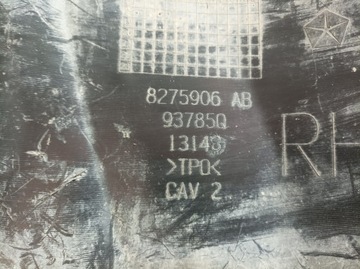 8275906 AB
93785Q
13143
>TPO<
CAV 2
RH